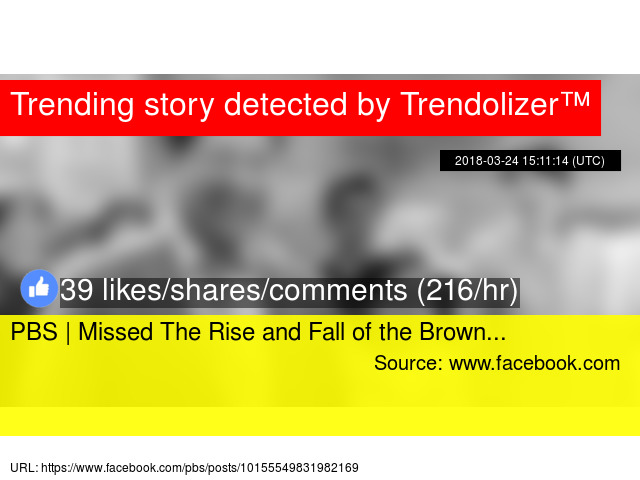 Trending story detected by Trendolizer™
2018-03-24 15:11:14 (UTC)
39 likes/shares/comments (216/hr)
PBS | Missed The Rise and Fall of the Brown...
Source: www.facebook.com
URL: https://www.facebook.com/pbs/posts/10155549831982169